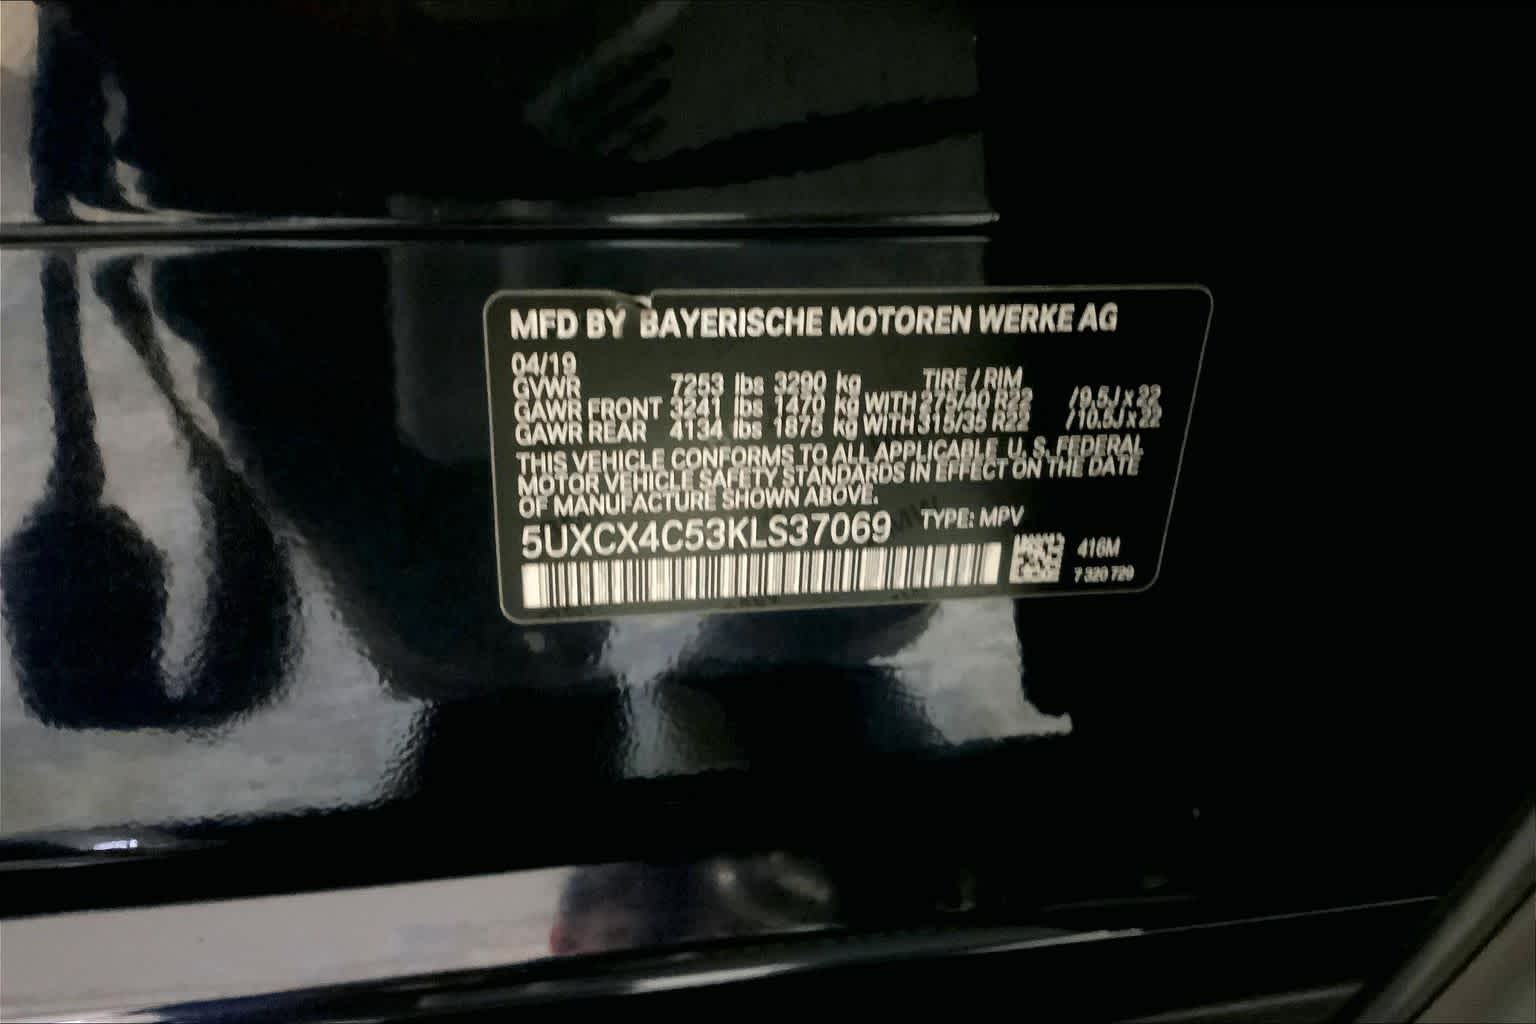 MFD BY BAYERISCHE MOTOREN WERKE AG
04/19
GVWR 7253 lbs 3290 kg TIRE / RIM
GAWR FRONT 3241 lbs 1470 kg WITH 275/40 R22 /9.5J x 22
GAWR REAR 4134 lbs 1875 kg WITH 315/35 R22 /10.5J x 22
THIS VEHICLE CONFORMS TO ALL APPLICABLE U. S. FEDERAL
MOTOR VEHICLE SAFETY STANDARDS IN EFFECT ON THE DATE
OF MANUFACTURE SHOWN ABOVE.
5UXCX4C53KLS37069 TYPE: MPV
416M
7 320 729